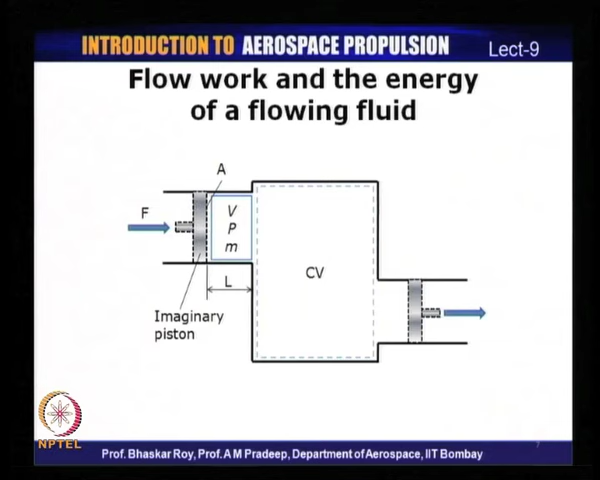 INTRODUCTION TO AEROSPACE PROPULSION
Lect-9
Flow work and the energy
of a flowing fluid
A
F
V
P
m
L
CV
Imaginary
piston
NPTEL
7
Prof. Bhaskar Roy, Prof. A M Pradeep, Department of Aerospace, IIT Bombay